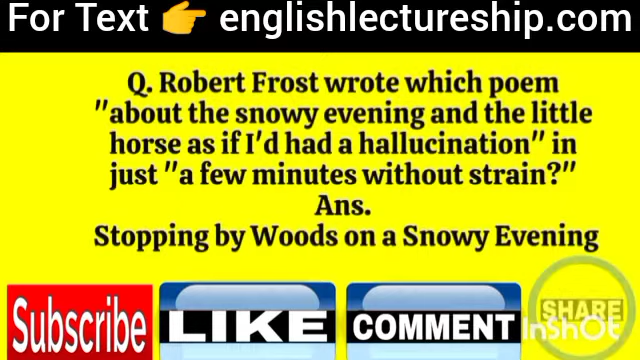 For Text 👉 englishlectureship.com
Q. Robert Frost wrote which poem
"about the snowy evening and the little
horse as if I'd had a hallucination" in
just "a few minutes without strain?"
Ans.
Stopping by Woods on a Snowy Evening
Subscribe LIKE COMMENT SHARE
InShOt